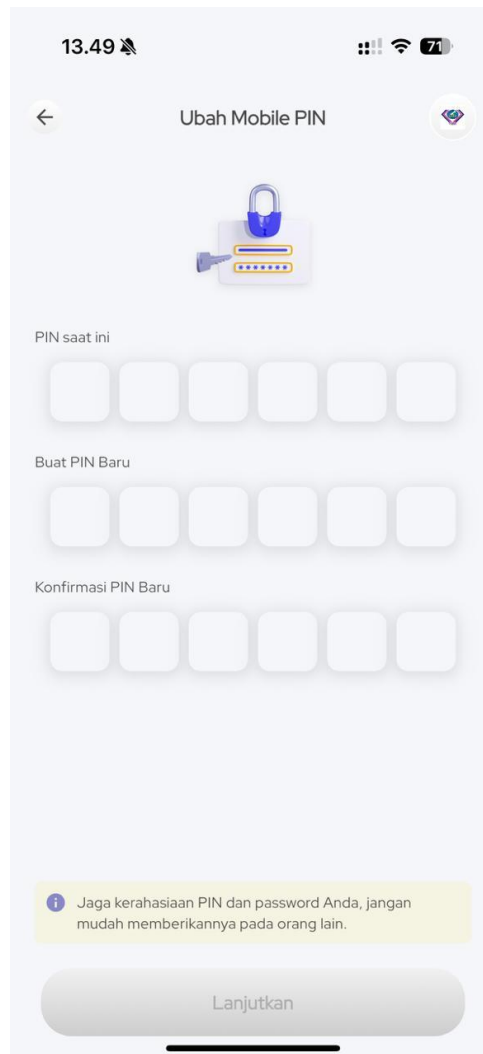 13.49
71
Ubah Mobile PIN
PIN saat ini
Buat PIN Baru
Konfirmasi PIN Baru
Jaga kerahasiaan PIN dan password Anda, jangan
mudah memberikannya pada orang lain.
Lanjutkan